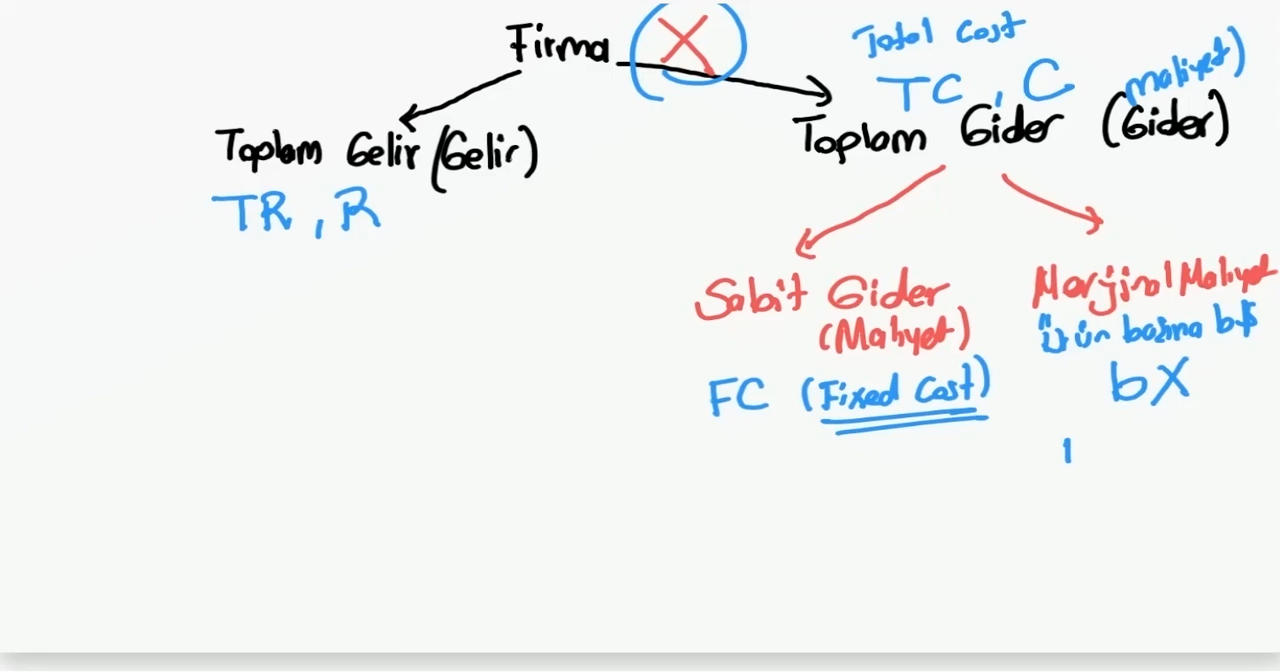 Firma X
Total Cost
TC, C
maliyet)
Toplam Gelir (Gelir)
Toplam Gider (Gider)
TR, R
Sabit Gider
(Maliyet)
Marjinal Maliyet
ürün başına b$
FC (Fixed Cost)
bX
1